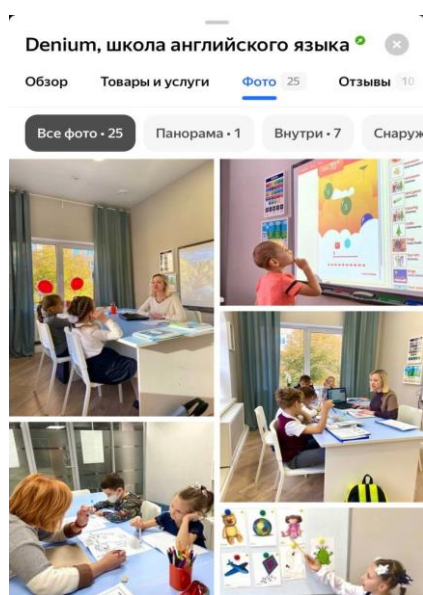 Denium, школа английского языка
Обзор Товары и услуги Фото 25 Отзывы 10
Все фото • 25 Панорама • 1 Внутри • 7 Снаруж